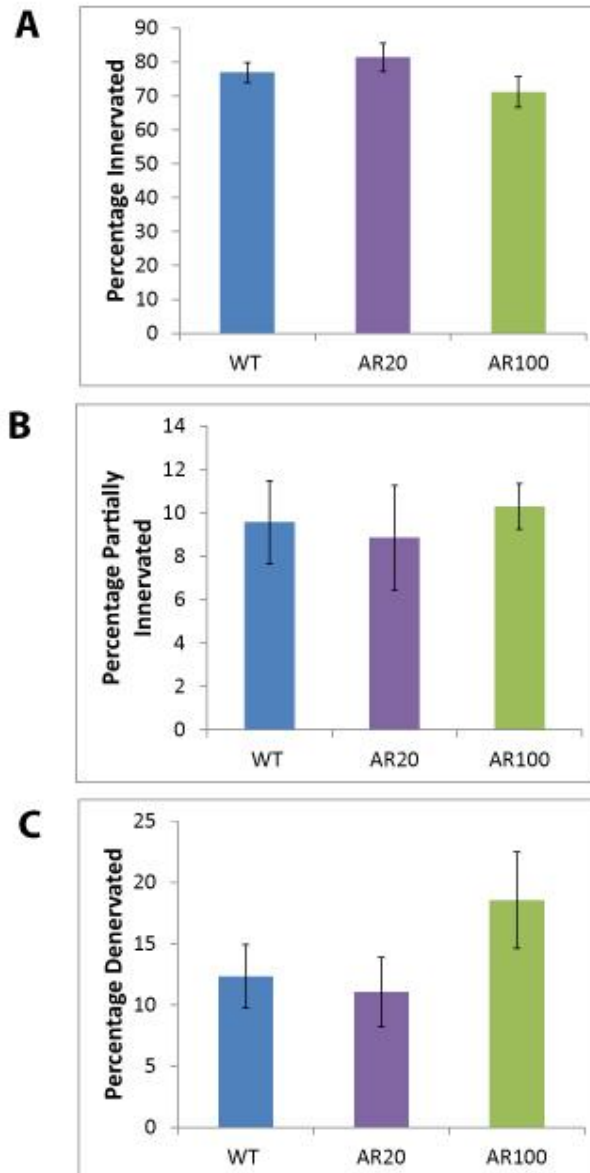 A
Percentage Innervated
90
80
70
60
50
40
30
20
10
0
WT AR20 AR100
B
Percentage Partially
Innervated
14
12
10
8
6
4
2
0
WT AR20 AR100
C
Percentage Denervated
25
20
15
10
5
0
WT AR20 AR100